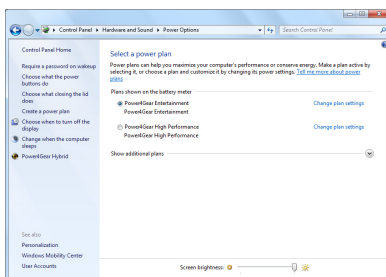 Control Panel ▸ Hardware and Sound ▸ Power Options
Search Control Panel
Control Panel Home
Require a password on wakeup
Choose what the power
buttons do
Choose what closing the lid
does
Create a power plan
Choose when to turn off the
display
Change when the computer
sleeps
Power4Gear Hybrid
See also
Personalization
Windows Mobility Center
User Accounts
Select a power plan
Power plans can help you maximize your computer's performance or conserve energy. Make a plan active by
selecting it, or choose a plan and customize it by changing its power settings. Tell me more about power
plans
Plans shown on the battery meter
Power4Gear Entertainment
Change plan settings
Power4Gear Entertainment
Power4Gear High Performance
Change plan settings
Power4Gear High Performance
Show additional plans
Screen brightness: